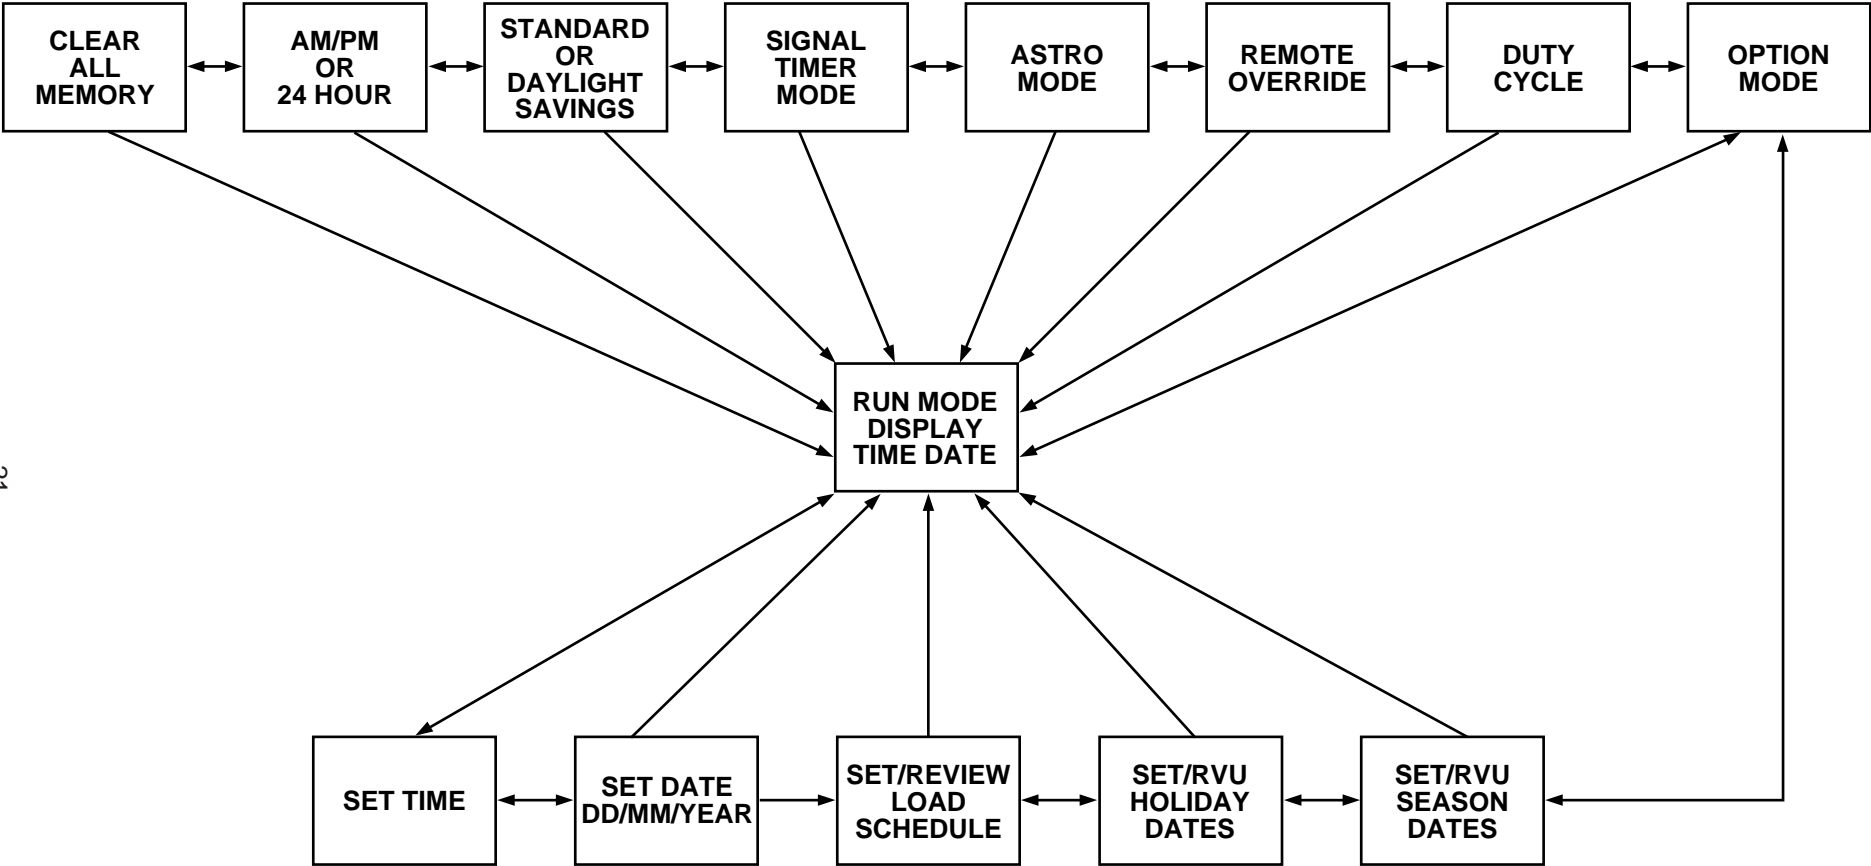 CLEAR
ALL
MEMORY
AM/PM
OR
24 HOUR
STANDARD
OR
DAYLIGHT
SAVINGS
SIGNAL
TIMER
MODE
ASTRO
MODE
REMOTE
OVERRIDE
DUTY
CYCLE
OPTION
MODE
RUN MODE
DISPLAY
TIME DATE
SET TIME
SET DATE
DD/MM/YEAR
SET/REVIEW
LOAD
SCHEDULE
SET/RVU
HOLIDAY
DATES
SET/RVU
SEASON
DATES